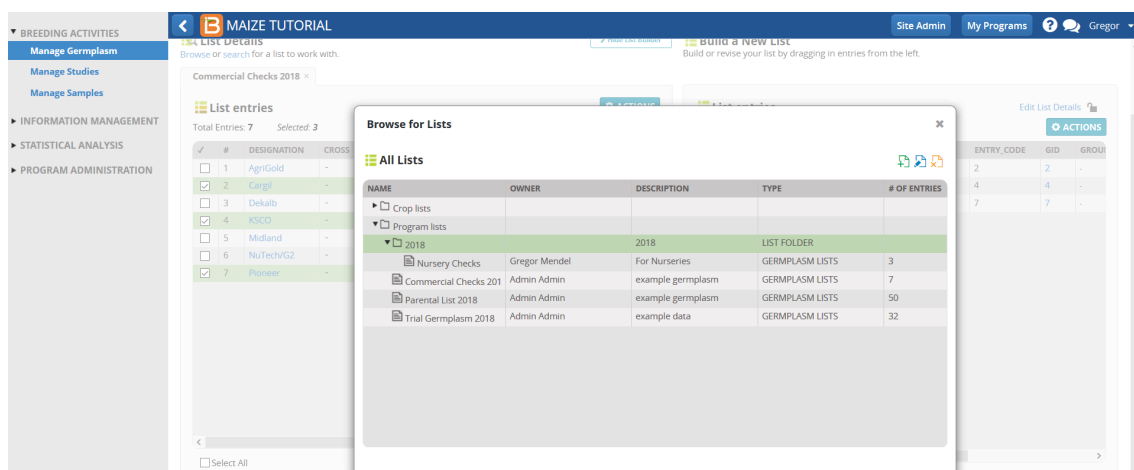 MAIZE TUTORIAL
Site Admin
My Programs
?
Gregor
BREEDING ACTIVITIES
Manage Germplasm
Manage Studies
Manage Samples
INFORMATION MANAGEMENT
STATISTICAL ANALYSIS
PROGRAM ADMINISTRATION
List Details
Browse or search for a list to work with.
Hide List Builder
Build a New List
Build or revise your list by dragging in entries from the left.
Commercial Checks 2018 ×
List entries
ACTIONS
Total Entries: 7 Selected: 3
✓ # DESIGNATION CROSS
1 AgriGold -
2 Cargil -
3 Dekalb -
4 KSCO -
5 Midland -
6 NuTech/G2 -
7 Pioneer -
Select All
List entries
Edit List Details
ACTIONS
ENTRY_CODE GID GROU
2 2 -
4 4 -
7 7 -
Browse for Lists
All Lists
NAME OWNER DESCRIPTION TYPE # OF ENTRIES
Crop lists
Program lists
2018 2018 LIST FOLDER
Nursery Checks Gregor Mendel For Nurseries GERMPLASM LISTS 3
Commercial Checks 201 Admin Admin example germplasm GERMPLASM LISTS 7
Parental List 2018 Admin Admin example germplasm GERMPLASM LISTS 50
Trial Germplasm 2018 Admin Admin example data GERMPLASM LISTS 32